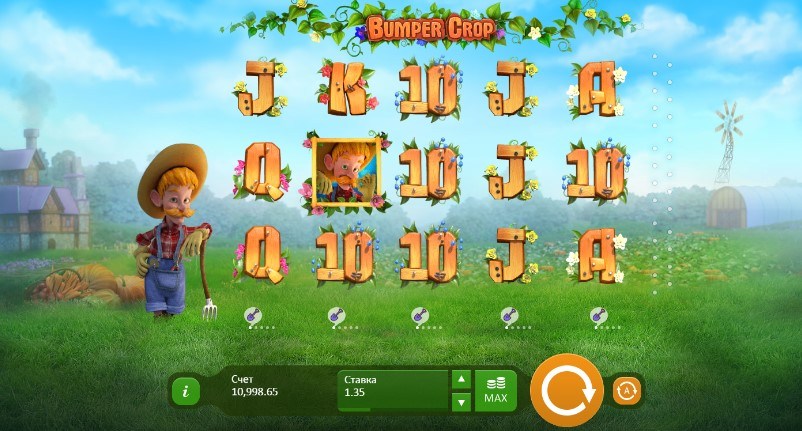 BUMPER CROP
J K 10 J A
Q 10 J 10
Q 10 10 J A
i
Счет
10,998.65
Ставка
1.35
MAX
A